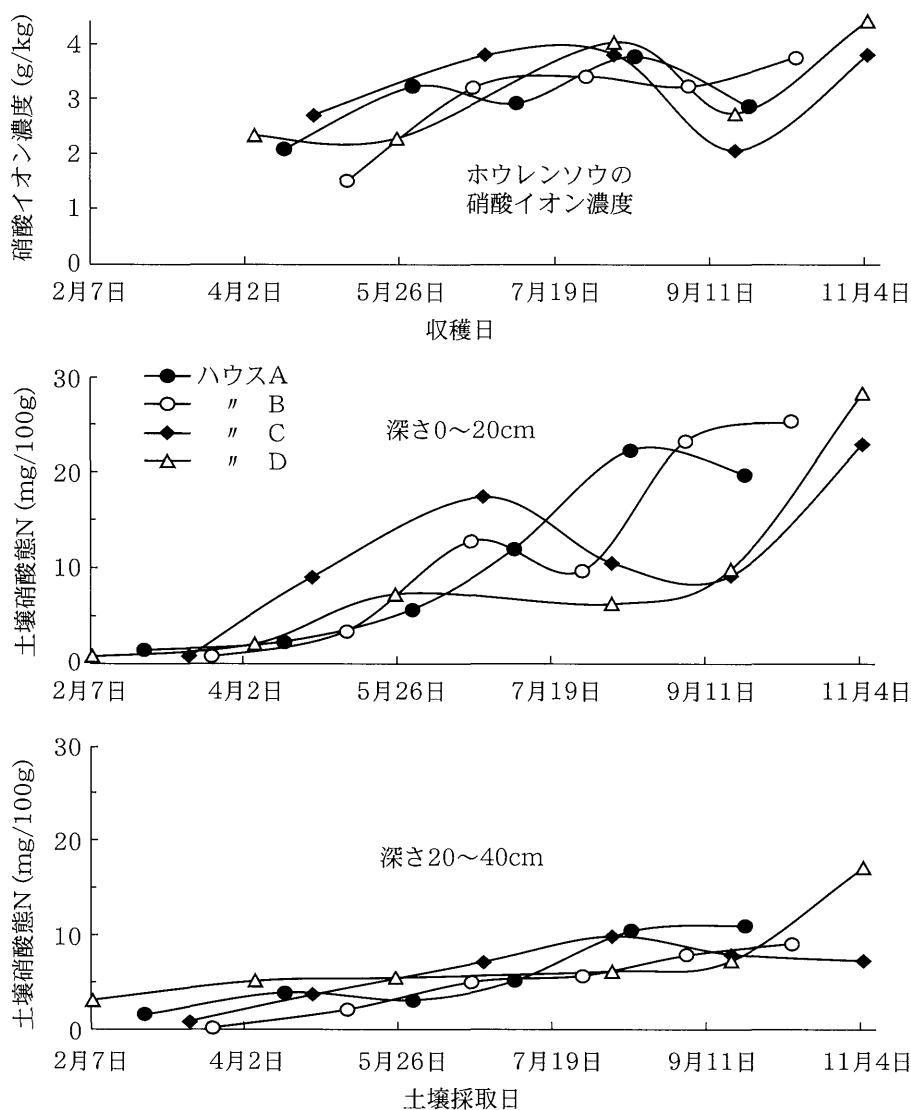 硝酸イオン濃度 (g/kg)
4
3
2
1
0
ホウレンソウの
硝酸イオン濃度
2月7日 4月2日 5月26日 7月19日 9月11日 11月4日
収穫日
土壌硝酸態N (mg/100g)
30
20
10
0
ハウスA
〃 B
〃 C
〃 D
深さ0～20cm
2月7日 4月2日 5月26日 7月19日 9月11日 11月4日
土壌硝酸態N (mg/100g)
30
20
10
0
深さ20～40cm
2月7日 4月2日 5月26日 7月19日 9月11日 11月4日
土壌採取日